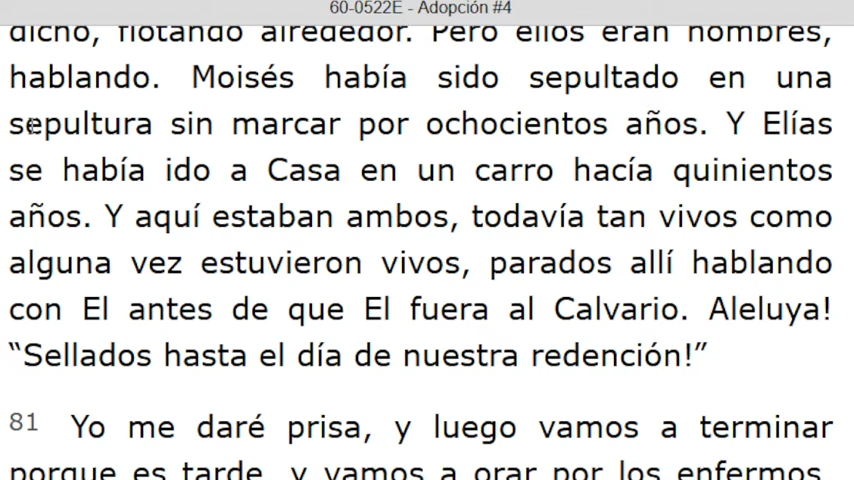 60-0522E - Adopción #4
dicho, flotando alrededor. Pero ellos eran hombres,
hablando. Moisés había sido sepultado en una
sepultura sin marcar por ochocientos años. Y Elías
se había ido a Casa en un carro hacía quinientos
años. Y aquí estaban ambos, todavía tan vivos como
alguna vez estuvieron vivos, parados allí hablando
con El antes de que El fuera al Calvario. Aleluya!
“Sellados hasta el día de nuestra redención!”
81 Yo me daré prisa, y luego vamos a terminar
porque es tarde, y vamos a orar por los enfermos.